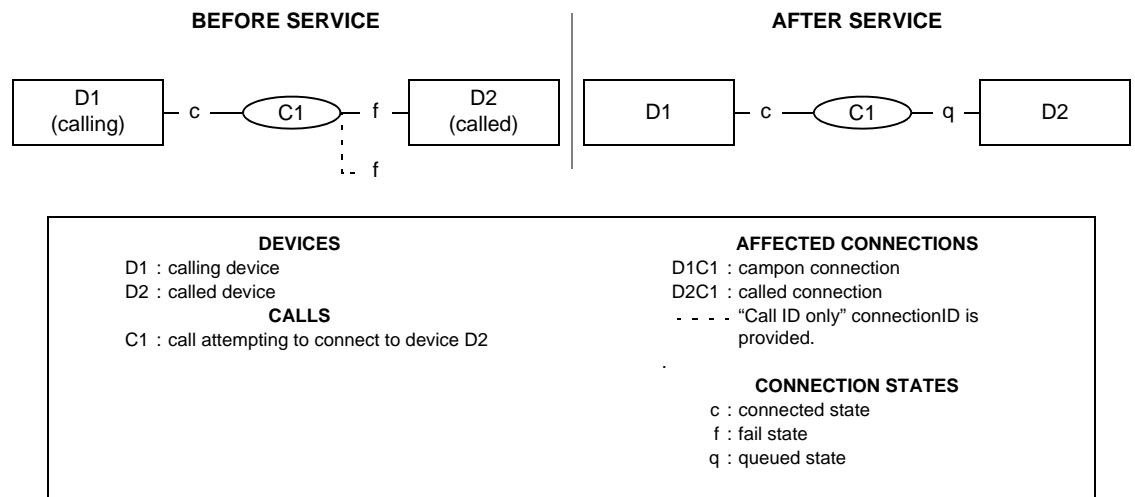 BEFORE SERVICE
AFTER SERVICE
D1
(calling)
c
C1
f
D2
(called)
f
D1
c
C1
q
D2
DEVICES
D1 : calling device
D2 : called device
CALLS
C1 : call attempting to connect to device D2
AFFECTED CONNECTIONS
D1C1 : campon connection
D2C1 : called connection
- - - - “Call ID only” connectionID is
provided.
.
CONNECTION STATES
c : connected state
f : fail state
q : queued state